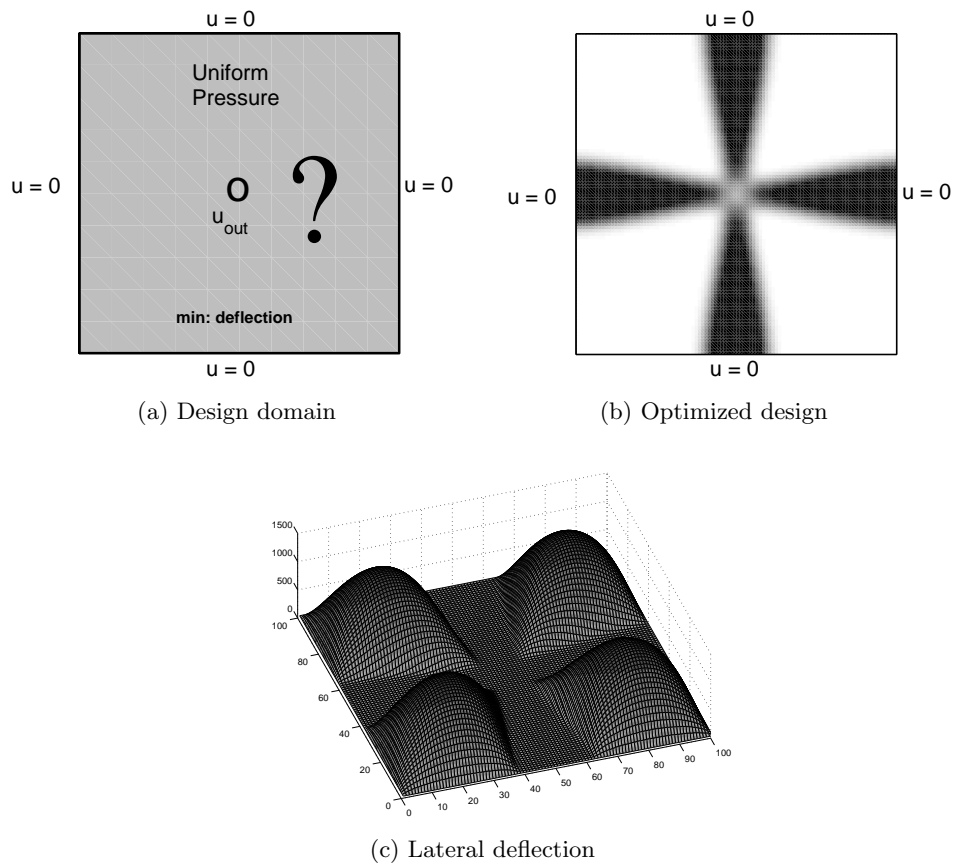 u = 0
u = 0
Uniform
Pressure
u = 0
o
?
u = 0
u_out
min: deflection
u = 0
(a) Design domain
u = 0
u = 0
u = 0
(b) Optimized design
1500
1000
500
0
100
80
60
40
20
0
0
10
20
30
40
50
60
70
80
90
100
(c) Lateral deflection